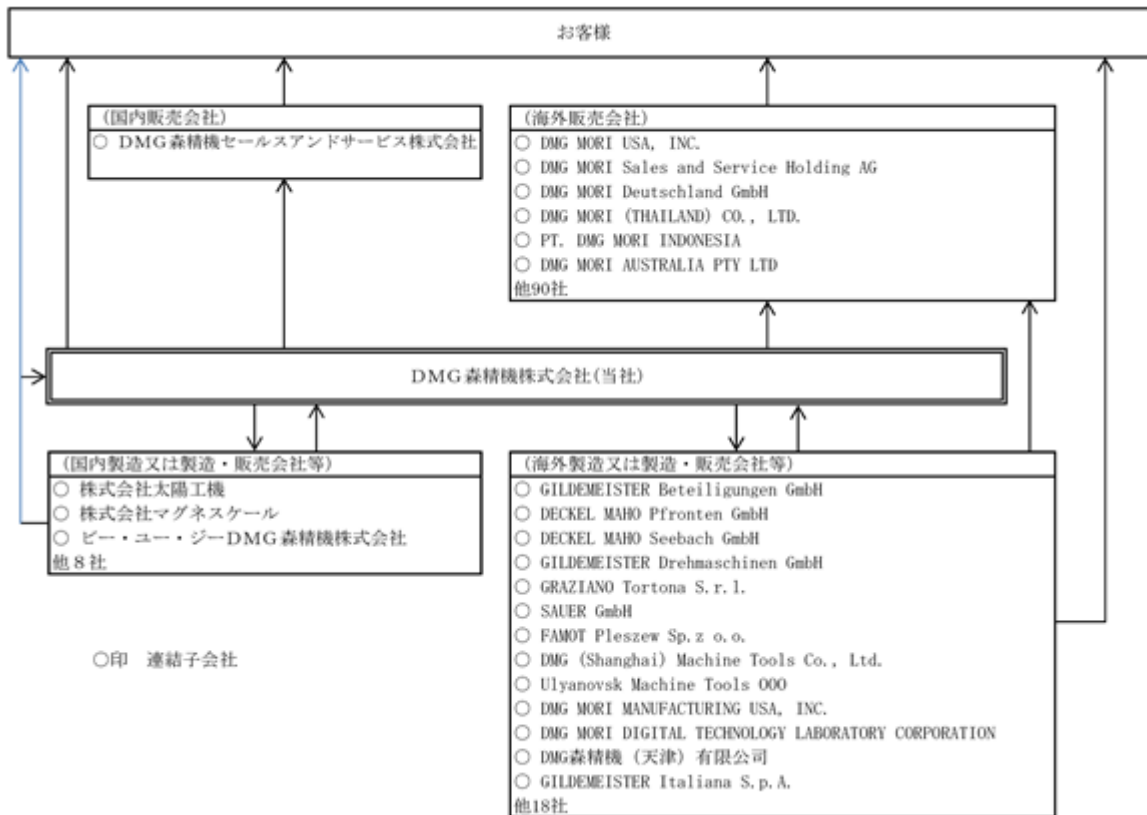 お客様
(国内販売会社)
○ DMG森精機セールスアンドサービス株式会社
(海外販売会社)
○ DMG MORI USA, INC.
○ DMG MORI Sales and Service Holding AG
○ DMG MORI Deutschland GmbH
○ DMG MORI (THAILAND) CO., LTD.
○ PT. DMG MORI INDONESIA
○ DMG MORI AUSTRALIA PTY LTD
他90社
DMG森精機株式会社(当社)
(国内製造又は製造・販売会社等)
○ 株式会社太陽工機
○ 株式会社マグネスケール
○ ビー・ユー・ジーDMG森精機株式会社
他8社
(海外製造又は製造・販売会社等)
○ GILDEMEISTER Beteiligungen GmbH
○ DECKEL MAHO Pfronten GmbH
○ DECKEL MAHO Seebach GmbH
○ GILDEMEISTER Drehmaschinen GmbH
○ GRAZIANO Tortona S.r.l.
○ SAUER GmbH
○ FAMOT Pleszew Sp.z o.o.
○ DMG (Shanghai) Machine Tools Co., Ltd.
○ Ulyanovsk Machine Tools OOO
○ DMG MORI MANUFACTURING USA, INC.
○ DMG MORI DIGITAL TECHNOLOGY LABORATORY CORPORATION
○ DMG森精機(天津)有限公司
○ GILDEMEISTER Italiana S.p.A.
他18社
○印 連結子会社